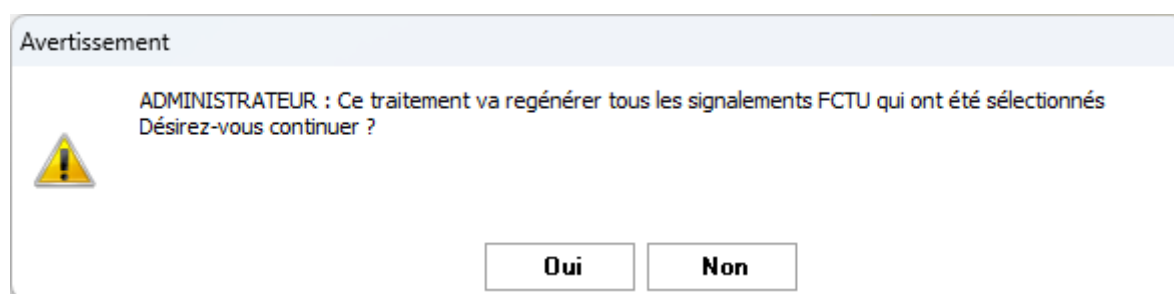 Avertissement
ADMINISTRATEUR : Ce traitement va regénérer tous les signalements FCTU qui ont été sélectionnés
Désirez-vous continuer ?
Oui
Non